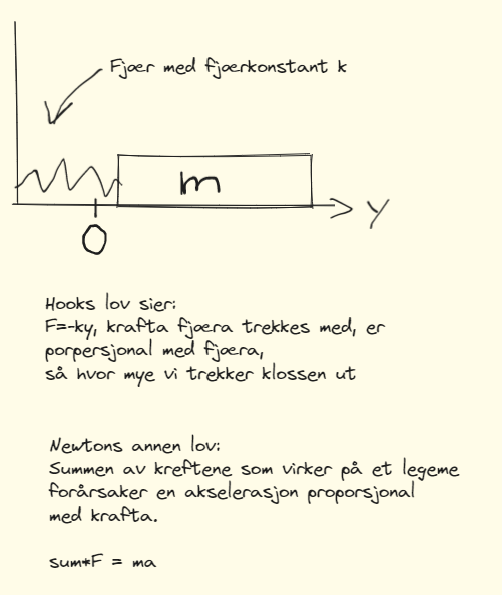 Fjær med fjærkonstant k
m
y
0
Hooks lov sier:
F=-ky, krafta fjæra trekkes med, er
porpersjonal med fjæra,
så hvor mye vi trekker klossen ut
Newtons annen lov:
Summen av kreftene som virker på et legeme
forårsaker en akselerasjon proporsjonal
med krafta.
sum*F = ma